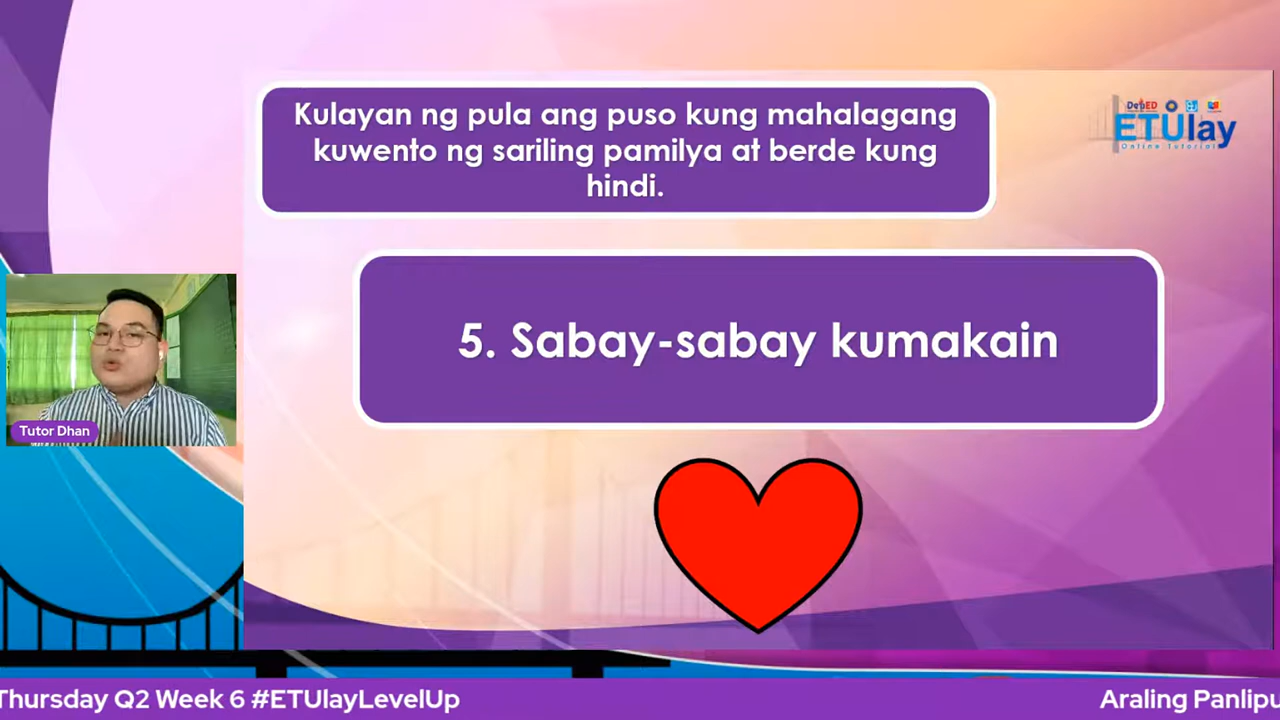 Kulayan ng pula ang puso kung mahalagang
kuwento ng sariling pamilya at berde kung
hindi.
DepED
ETUlay
Online Tutorial
5. Sabay-sabay kumakain
Tutor Dhan
Thursday Q2 Week 6 #ETUlayLevelUp
Araling Panlipu